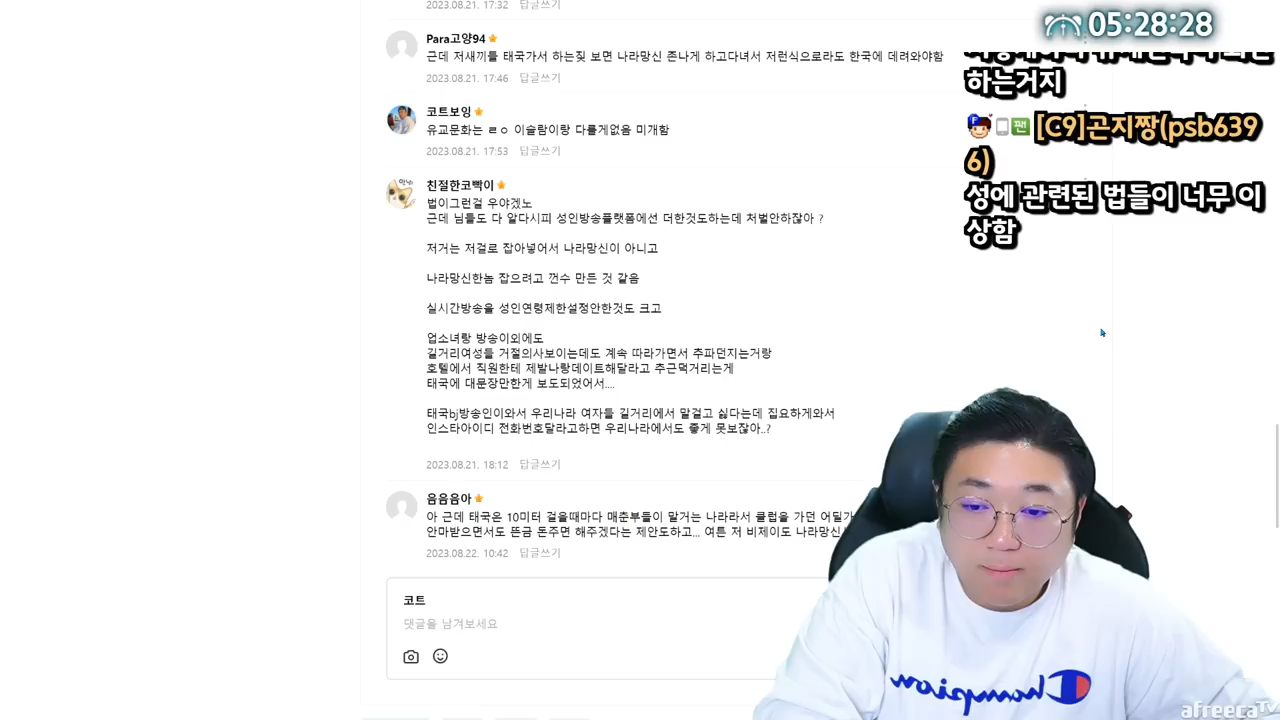 2023.08.21. 17:32 답글쓰기
05:28:28
Para고양94
근데 저새끼들 태국가서 하는짖 보면 나라망신 존나게 하고다녀서 저런식으로라도 한국에 데려와야함
2023.08.21. 17:46 답글쓰기
하는거지
코트보잉
유교문화는 ㄹㅇ 이슬람이랑 다를게없음 미개함
2023.08.21. 17:53 답글쓰기
[C9]곤지짱(psb639
6)
성에 관련된 법들이 너무 이
상함
친절한코빡이
법이그런걸 우야겠노
근데 님들도 다 알다시피 성인방송플랫폼에선 더한것도하는데 처벌안하잖아 ?
저거는 저걸로 잡아넣어서 나라망신이 아니고
나라망신한놈 잡으려고 껀수 만든 것 같음
실시간방송을 성인연령제한설정안한것도 크고
업소녀랑 방송이외에도
길거리여성들 거절의사보이는데도 계속 따라가면서 추파던지는거랑
호텔에서 직원한테 제발나랑데이트해달라고 추근덕거리는게
태국에 대문장만한게 보도되었어서....
태국bj방송인이와서 우리나라 여자들 길거리에서 말걸고 싫다는데 집요하게와서
인스타아이디 전화번호달라고하면 우리나라에서도 좋게 못보잖아..?
2023.08.21. 18:12 답글쓰기
음음음아
아 근데 태국은 10미터 걸을때마다 매춘부들이 말거는 나라라서 클럽을 가던 어딜가
안마받으면서도 뜬금 돈주면 해주겠다는 제안도하고... 여튼 저 비제이도 나라망신
2023.08.22. 10:42 답글쓰기
코트
댓글을 남겨보세요
Champion
afreecaTV